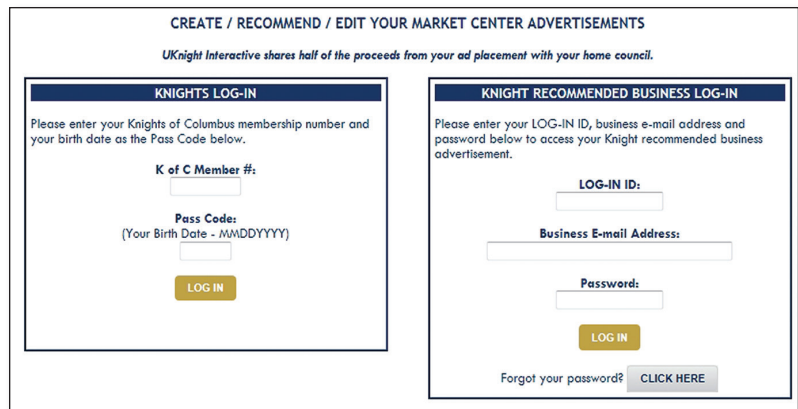 CREATE / RECOMMEND / EDIT YOUR MARKET CENTER ADVERTISEMENTS
UKnight Interactive shares half of the proceeds from your ad placement with your home council.
KNIGHTS LOG-IN
Please enter your Knights of Columbus membership number and
your birth date as the Pass Code below.
K of C Member #:
Pass Code:
(Your Birth Date - MMDDYYYY)
LOG IN
KNIGHT RECOMMENDED BUSINESS LOG-IN
Please enter your LOG-IN ID, business e-mail address and
password below to access your Knight recommended business
advertisement.
LOG-IN ID:
Business E-mail Address:
Password:
LOG IN
Forgot your password? CLICK HERE